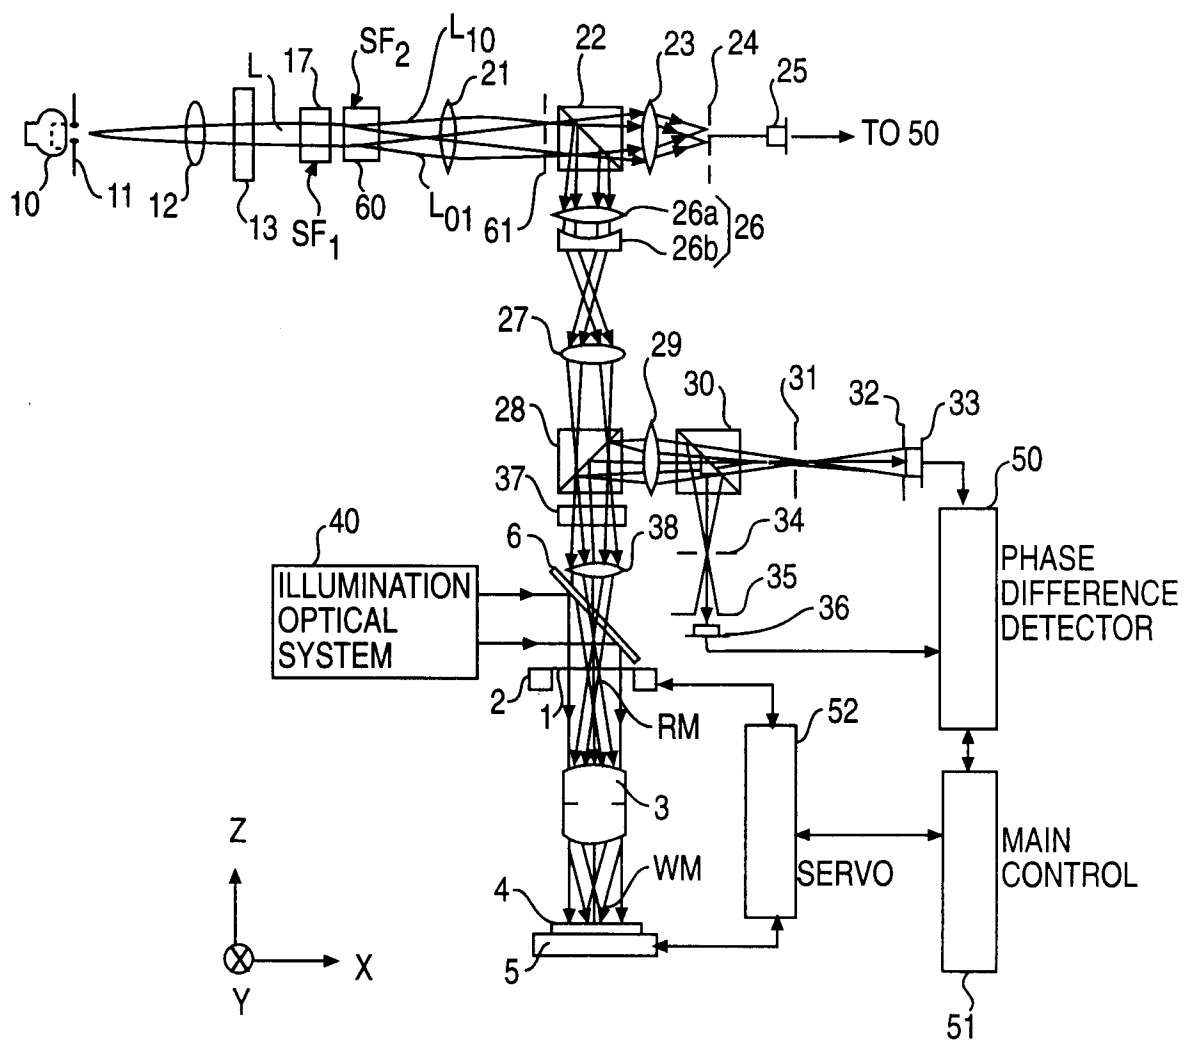 L10
22 23 24
SF2
17 21 25
L
TO 50
10 11 12 13 SF1 60 L01 61
26a
26b
26
27
29
28
30 31 32 33
50
37
38
34
6
40
ILLUMINATION
OPTICAL
SYSTEM
35
36
PHASE
DIFFERENCE
DETECTOR
2 1
RM
52
3
Z
WM
SERVO
MAIN
CONTROL
4
X
5
Y
51